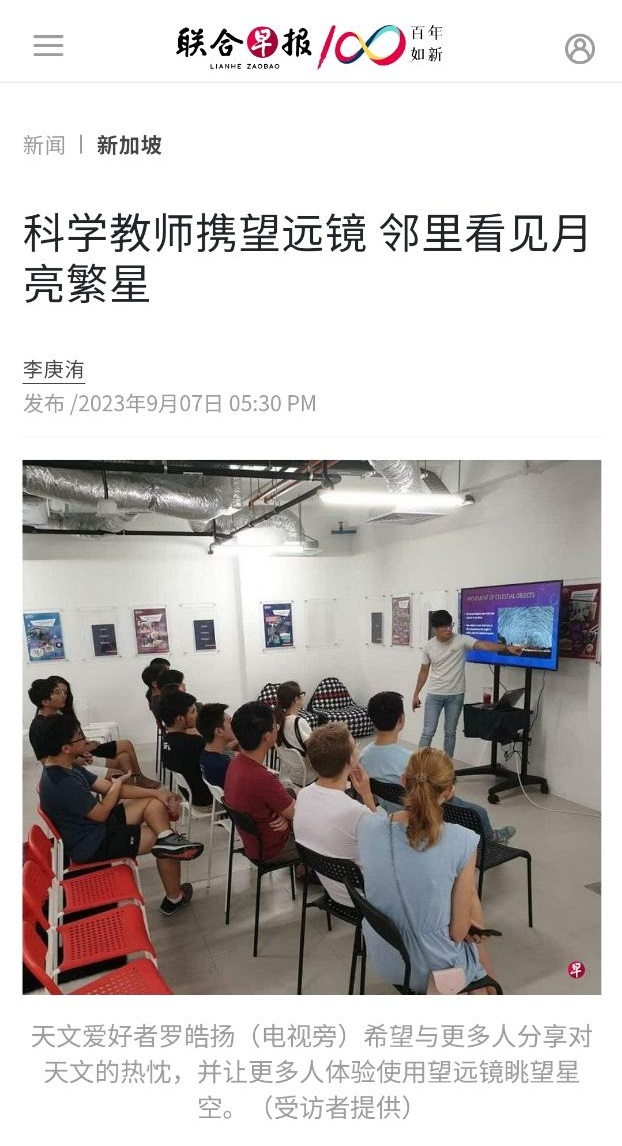 联合早报
LIANHE ZAOBAO
100
百年
如新
新闻 | 新加坡
科学教师携望远镜 邻里看见月
亮繁星
李庚洧
发布 /2023年9月07日 05:30 PM
MOVEMENT OF CELESTIAL OBJECTS
早
天文爱好者罗皓扬（电视旁）希望与更多人分享对
天文的热忱，并让更多人体验使用望远镜眺望星
空。（受访者提供）